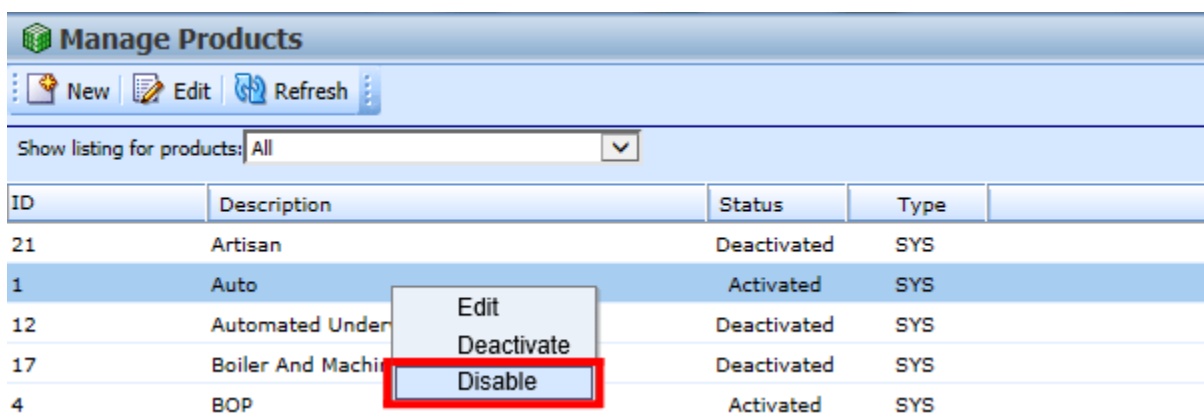 Manage Products
New Edit Refresh
Show listing for products: All
ID Description Status Type
21 Artisan Deactivated SYS
1 Auto Activated SYS
Edit
12 Automated Deactivated SYS
Deactivate
17 Boiler And Deactivated SYS
Disable
4 BOP Activated SYS